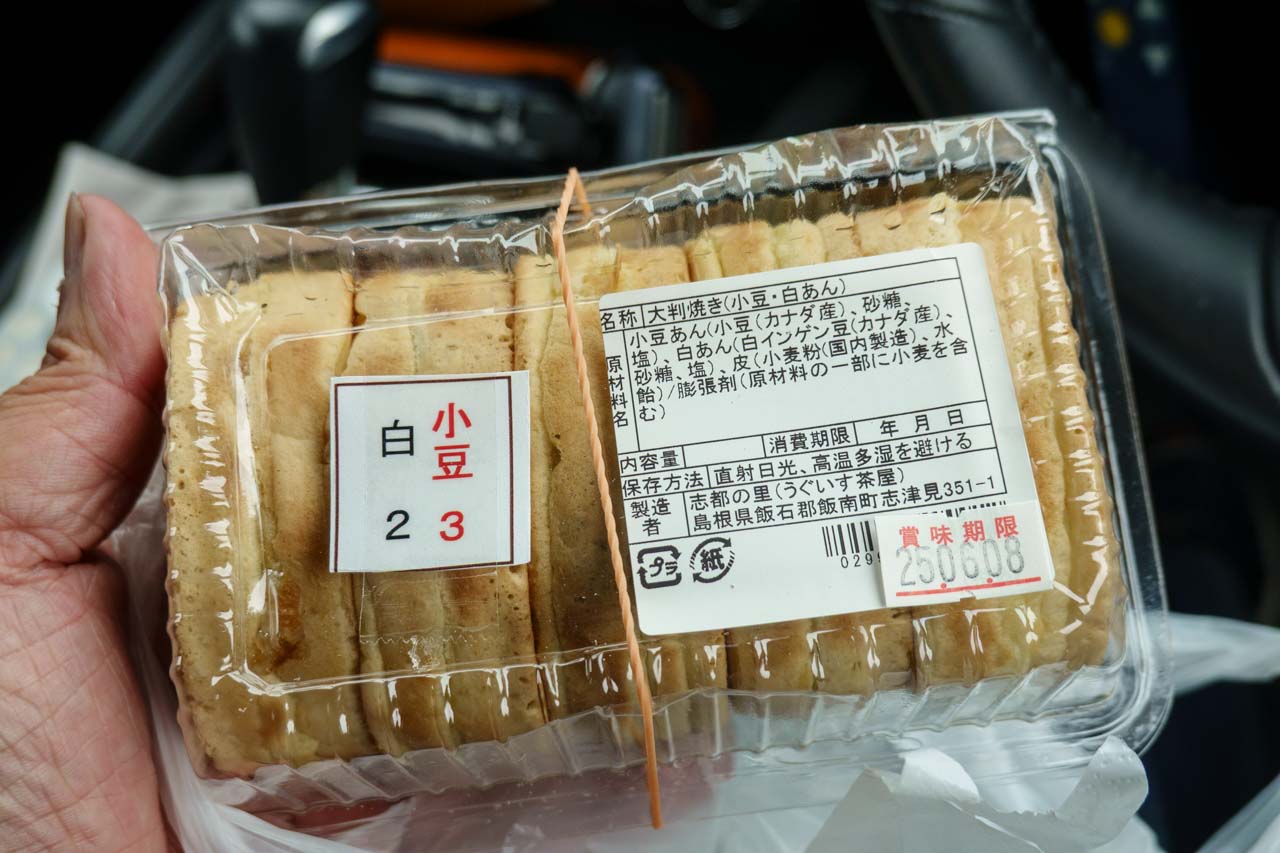 小豆 白
3 2
名称 大判焼き(小豆・白あん)
原材料名 小豆あん(小豆(カナダ産)、砂糖、
塩)、白あん(白インゲン豆(カナダ産)、
砂糖、塩)、皮(小麦粉(国内製造)、水
飴)/膨張剤(原材料の一部に小麦を含
む)
内容量 消費期限 年 月 日
保存方法 直射日光、高温多湿を避ける
製造者 志都の里(うぐいす茶屋)
島根県飯石郡飯南町志津見351-1
プラ 紙
029
賞味期限
25.06.08